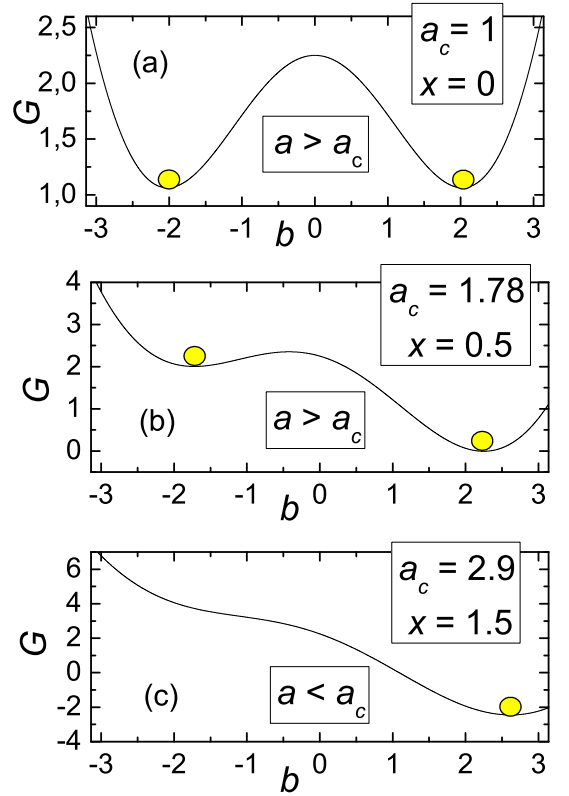 2,5
2,0
1,5
1,0
G
(a)
a_c = 1
x = 0
a > a_c
-3 -2 -1 0 1 2 3
b
4
3
2
1
0
G
(b)
a_c = 1.78
x = 0.5
a > a_c
-3 -2 -1 0 1 2 3
b
6
4
2
0
-2
-4
G
(c)
a_c = 2.9
x = 1.5
a < a_c
-3 -2 -1 0 1 2 3
b